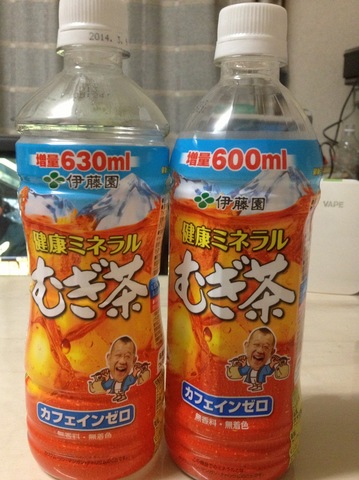 2014.
増量630ml
伊藤園
健康ミネラル
むぎ茶
カフェインゼロ
無香料・無着色
増量600ml
伊藤園
健康ミネラル
むぎ茶
カフェインゼロ
無香料・無着色
VAPE